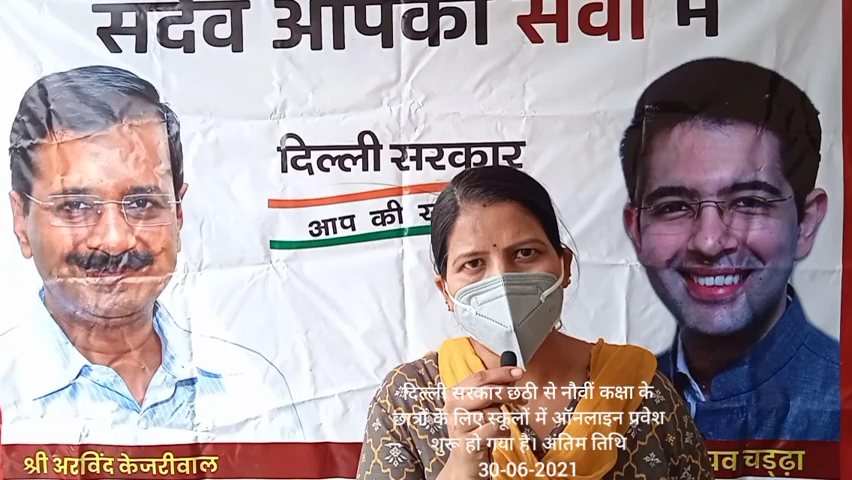 सदैव आपकी सेवा में
दिल्ली सरकार
आप की
दिल्ली सरकार छठी से नौवीं कक्षा के
छात्रों के लिए स्कूलों में ऑनलाइन प्रवेश
शुरू हो गया है। अंतिम तिथि
30-06-2021
श्री अरविंद केजरीवाल
चड्ढ़ा